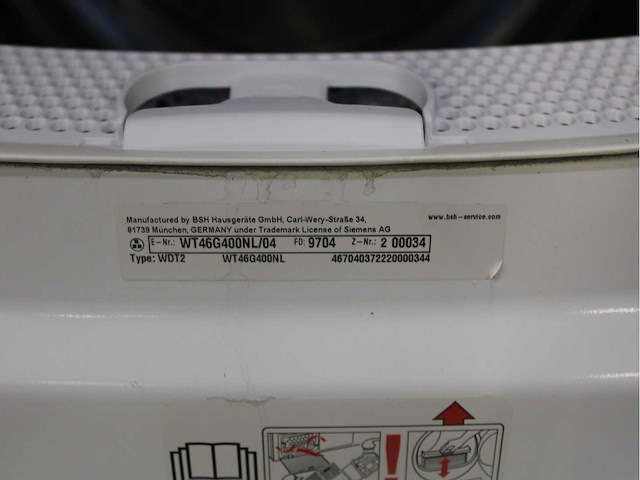 Manufactured by BSH Hausgeräte GmbH, Carl-Wery-Straße 34, www.bsh-service.com
81739 München, GERMANY under Trademark License of Siemens AG
E-Nr.: WT46G400NL/04 FD: 9704 Z-Nr.: 2 00034
Type: WDT2 WT46G400NL 467040372220000344